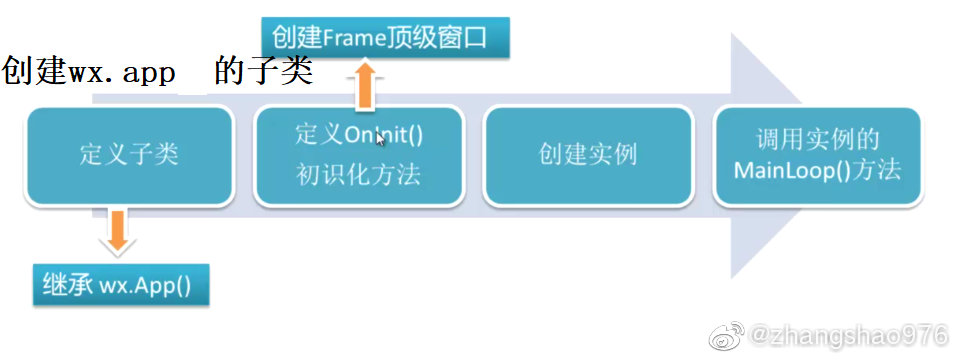 创建Frame顶级窗口
创建wx.app 的子类
定义子类
定义OnInit()
初识化方法
创建实例
调用实例的
MainLoop()方法
继承 wx.App()
@zhangshao976